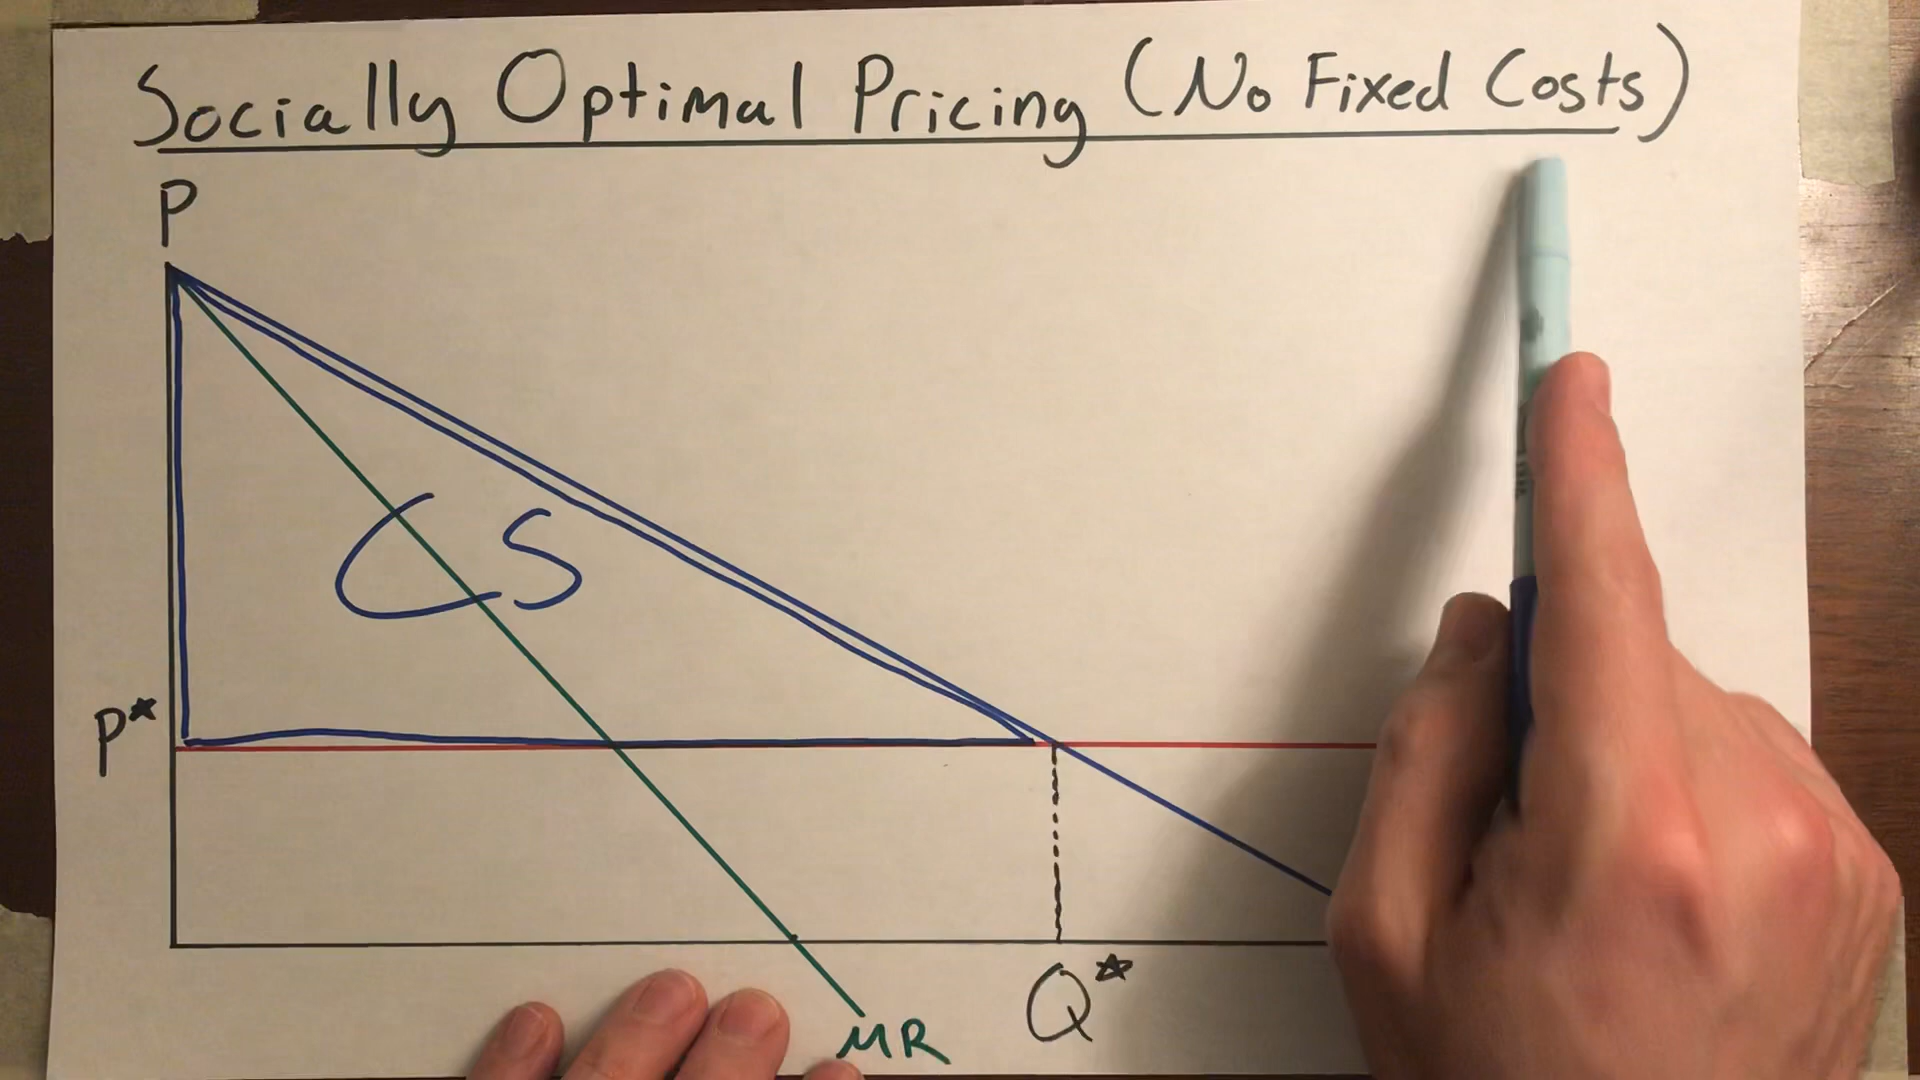 Socially Optimal Pricing (No Fixed Costs)
P
CS
P*
Q*
MR